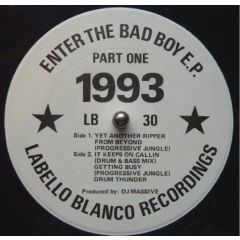 ENTER THE BAD BOY E.P.
PART ONE
1993
LB 30
Side 1. YET ANOTHER RIPPER
FROM BEYOND
(PROGRESSIVE JUNGLE)
Side 2. IT KEEPS ON CALLIN
(DRUM & BASS MIX)
GETTING BUSY
(PROGRESSIVE JUNGLE)
DRUM THUNDER
Produced by: DJ MASSIVE
LABELLO BLANCO RECORDINGS